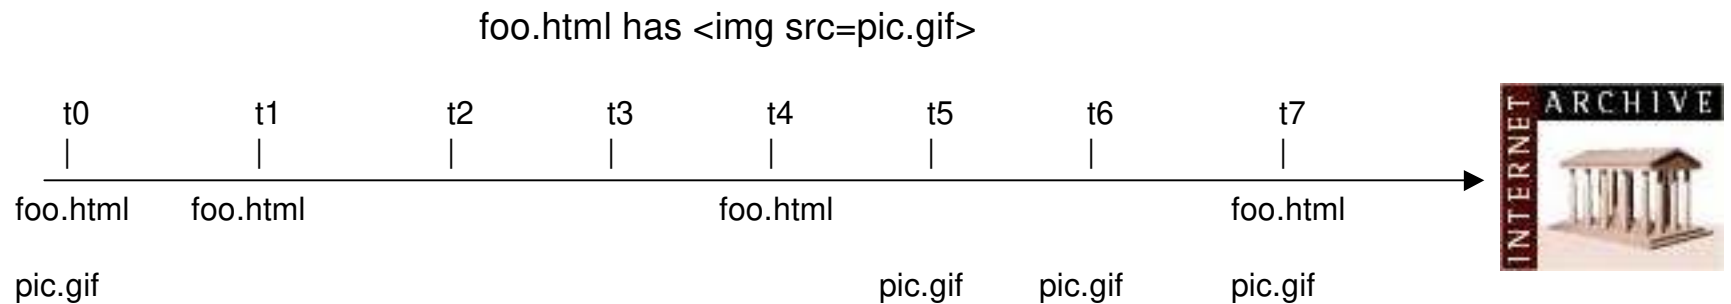 foo.html has <img src=pic.gif>
t0 t1 t2 t3 t4 t5 t6 t7
foo.html foo.html foo.html foo.html
pic.gif pic.gif pic.gif pic.gif
INTERNET
ARCHIVE